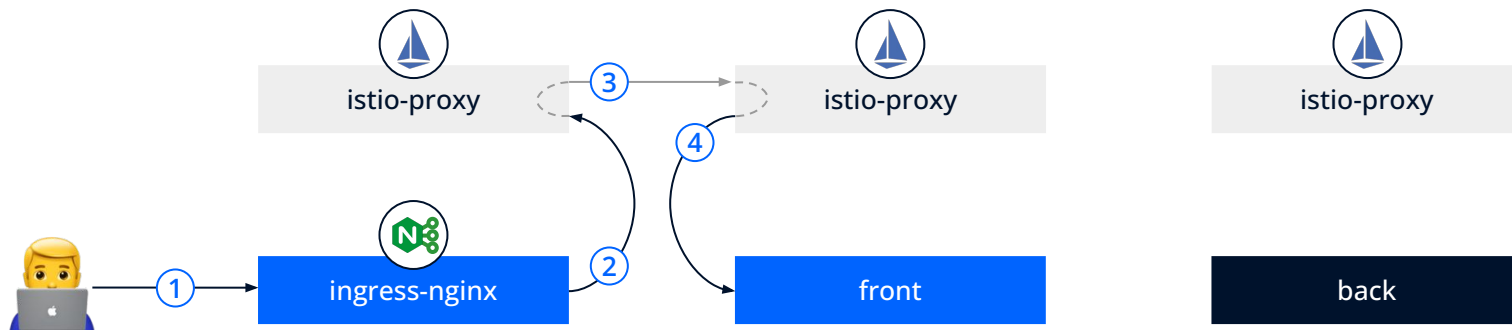 istio-proxy
3
istio-proxy
istio-proxy
4
N
1
ingress-nginx
2
front
back